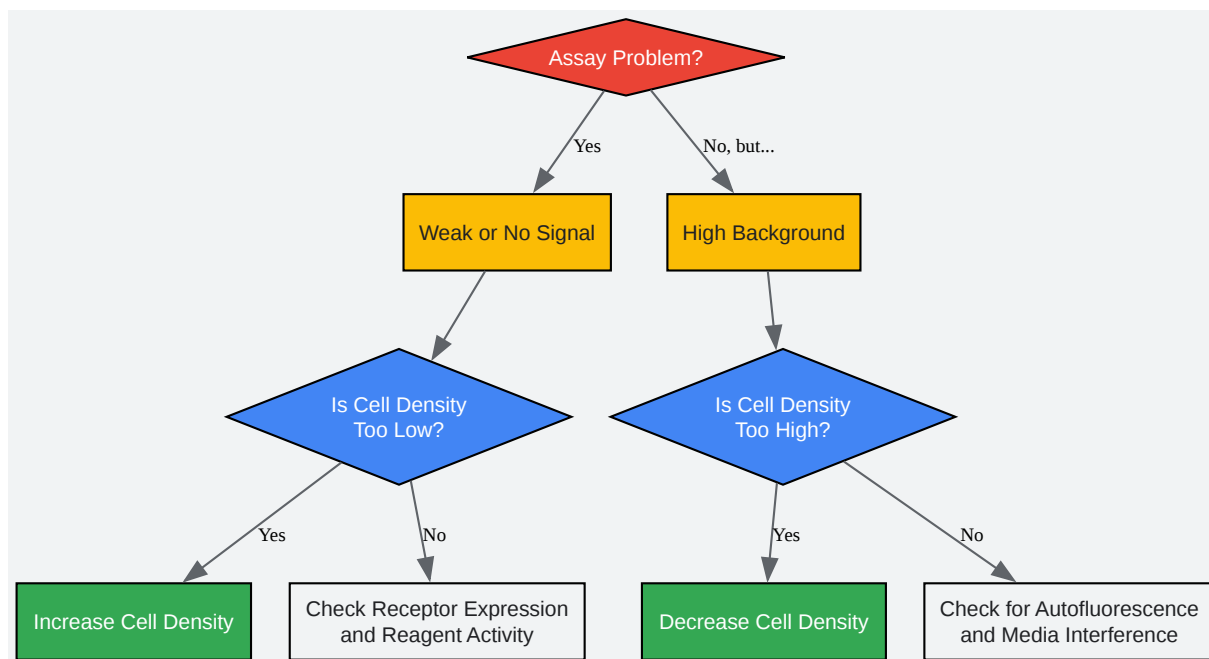 Assay Problem?
Yes
No, but...
Weak or No Signal
High Background
Is Cell Density
Too Low?
Is Cell Density
Too High?
Yes
No
Yes
No
Increase Cell Density
Check Receptor Expression
and Reagent Activity
Decrease Cell Density
Check for Autofluorescence
and Media Interference